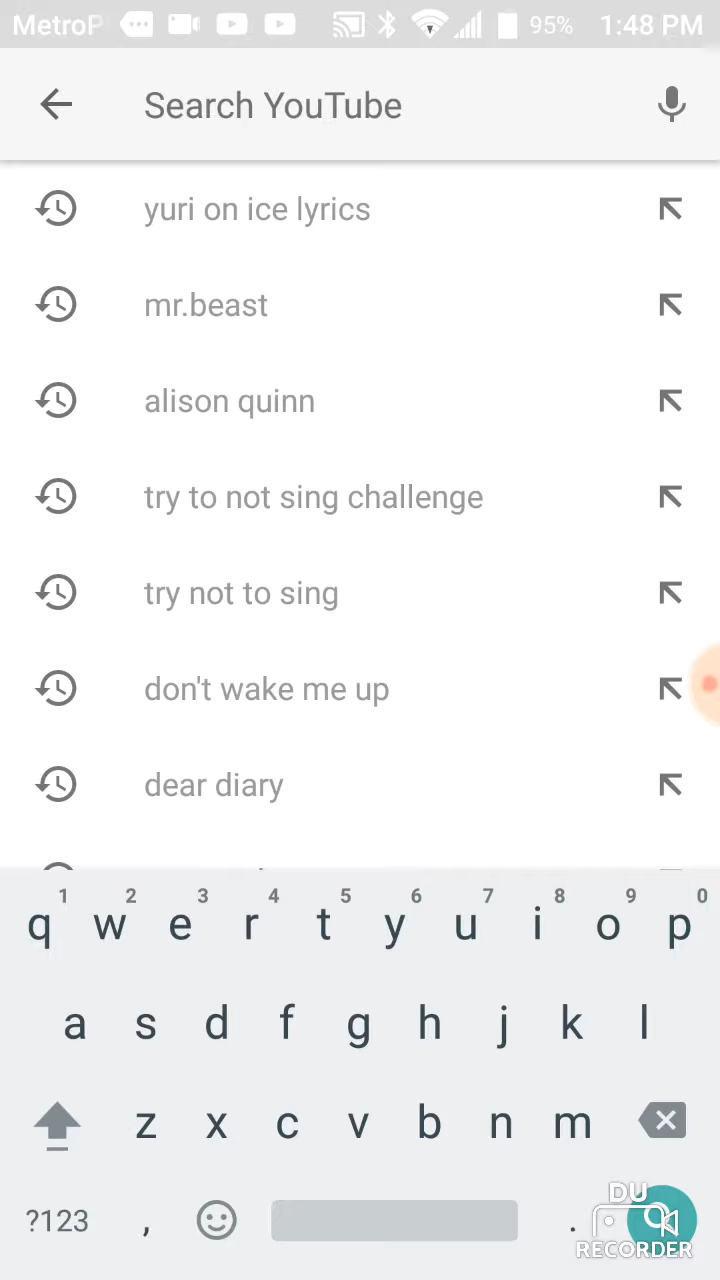 MetroP 95% 1:48 PM
Search YouTube
yuri on ice lyrics
mr.beast
alison quinn
try to not sing challenge
try not to sing
don't wake me up
dear diary
1 2 3 4 5 6 7 8 9 0
q w e r t y u i o p
a s d f g h j k l
z x c v b n m
?123 , .
DU
RECORDER